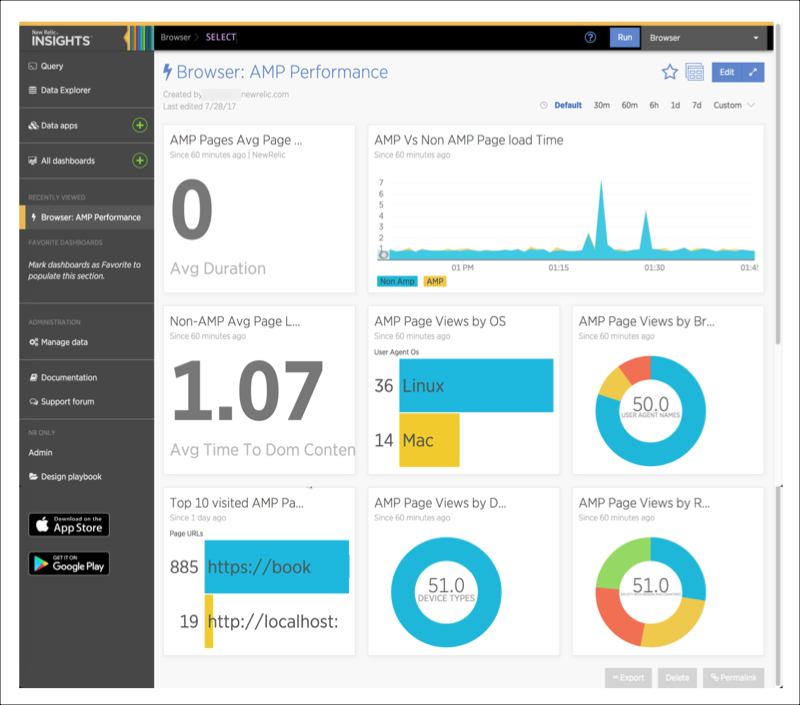 New Relic.
INSIGHTS™
Browser > SELECT
?
Run
Browser
Query
Data Explorer
Data apps
All dashboards
RECENTLY VIEWED
Browser: AMP Performance
FAVORITE DASHBOARDS
Mark dashboards as Favorite to
populate this section.
ADMINISTRATION
Manage data
Documentation
Support forum
NR ONLY
Admin
Design playbook
Download on the
App Store
GET IT ON
Google Play
Browser: AMP Performance
Created by newrelic.com
Last edited 7/28/17
Edit
Default 30m 60m 6h 1d 7d Custom
AMP Pages Avg Page ...
Since 60 minutes ago | NewRelic
0
Avg Duration
AMP Vs Non AMP Page load Time
Since 60 minutes ago
7
6
5
4
3
2
1
01 PM 01:15 01:30 01:45
Non Amp AMP
Non-AMP Avg Page L...
Since 60 minutes ago
1.07
Avg Time To Dom Conten
AMP Page Views by OS
Since 60 minutes ago
User Agent Os
36 Linux
14 Mac
AMP Page Views by Br...
Since 60 minutes ago
50.0
USER AGENT NAMES
Top 10 visited AMP Pa...
Since 1 day ago
Page URLs
885 https://book
19 http://localhost:
AMP Page Views by D...
Since 60 minutes ago
51.0
DEVICE TYPES
AMP Page Views by R...
Since 60 minutes ago
51.0
Export Delete Permalink